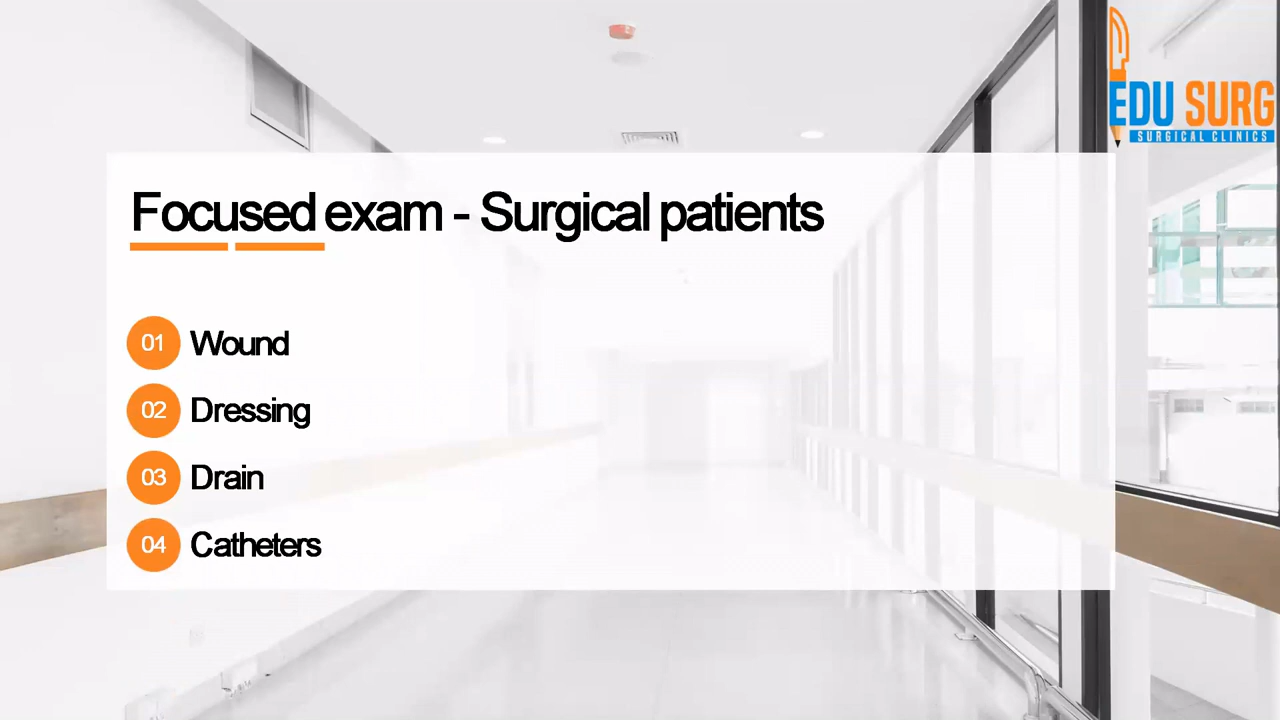 EDU SURG
SURGICAL CLINICS
Focused exam - Surgical patients
01 Wound
02 Dressing
03 Drain
04 Catheters